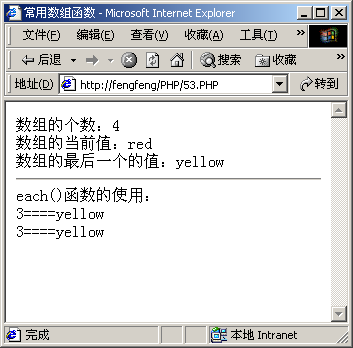 常用数组函数 - Microsoft Internet Explorer
文件(F) 编辑(E) 查看(V) 收藏(A) 工具(T) »
后退 搜索 收藏 »
地址(D) http://fengfeng/PHP/53.PHP 转到
数组的个数：4
数组的当前值：red
数组的最后一个的值：yellow
each()函数的使用：
3====yellow
3====yellow
完成 本地 Intranet